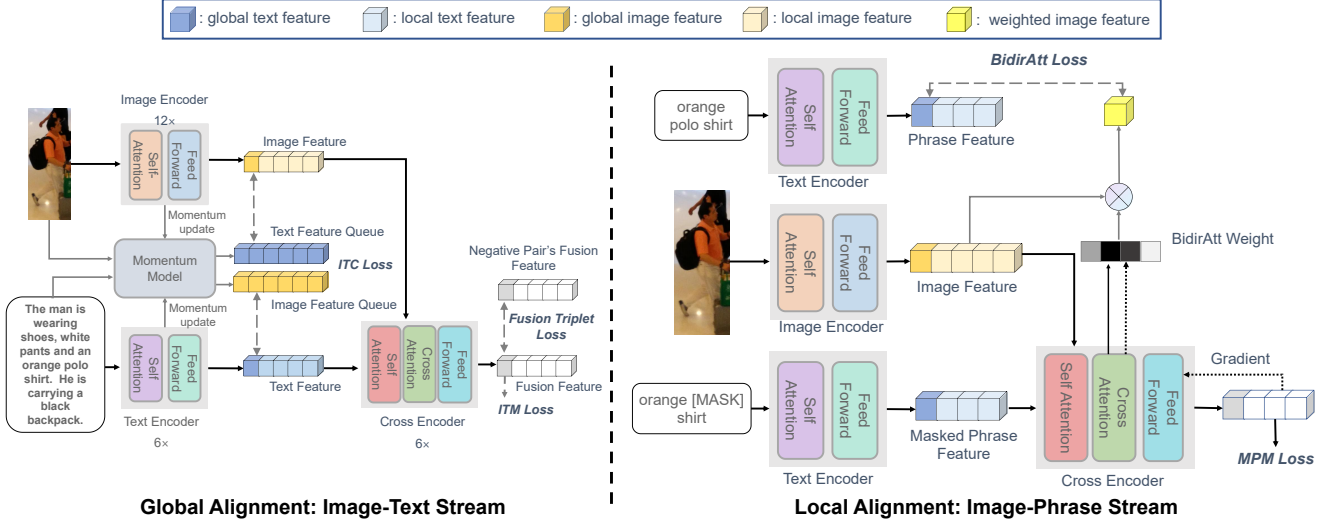 : global text feature
: local text feature
: global image feature
: local image feature
: weighted image feature
Image Encoder
12×
Self-
Attention
Feed
Forward
Image Feature
Momentum
update
Text Feature Queue
ITC Loss
Momentum
Model
Image Feature Queue
Momentum
update
The man is
wearing
shoes, white
pants and an
orange polo
shirt. He is
carrying a
black
backpack.
Self
Attention
Feed
Forward
Text Feature
Text Encoder
6×
Negative Pair's Fusion
Feature
Fusion Triplet
Loss
Self
Attention
Cross
Attention
Feed
Forward
Fusion Feature
ITM Loss
Cross Encoder
6×
Global Alignment: Image-Text Stream
orange
polo shirt
Self
Attention
Feed
Forward
Text Encoder
BidirAtt Loss
Phrase Feature
Self
Attention
Feed
Forward
Image Encoder
Image Feature
BidirAtt Weight
orange [MASK]
shirt
Self
Attention
Feed
Forward
Text Encoder
Masked Phrase
Feature
Self Attention
Cross
Attention
Feed
Forward
Cross Encoder
Gradient
MPM Loss
Local Alignment: Image-Phrase Stream